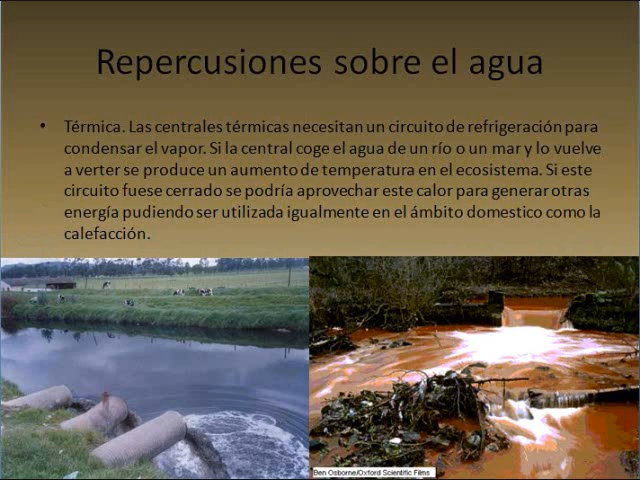 Repercusiones sobre el agua
• Térmica. Las centrales térmicas necesitan un circuito de refrigeración para
condensar el vapor. Si la central coge el agua de un río o un mar y lo vuelve
a verter se produce un aumento de temperatura en el ecosistema. Si este
circuito fuese cerrado se podría aprovechar este calor para generar otras
energía pudiendo ser utilizada igualmente en el ámbito domestico como la
calefacción.
Ben Osborne/Oxford Scientific Films